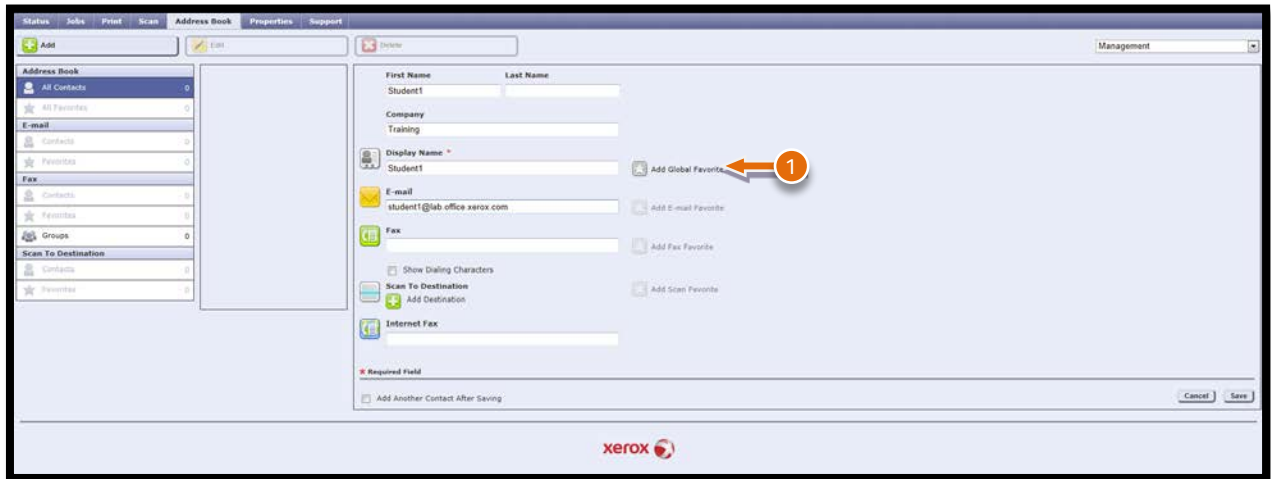 Status Jobs Print Scan Address Book Properties Support
Add Edit Delete Management
Address Book
All Contacts 0
All Favorites 0
E-mail
Contacts 0
Favorites 0
Fax
Contacts 0
Favorites 0
Groups 0
Scan To Destination
Contacts 0
Favorites 0
First Name Last Name
Student1
Company
Training
Display Name *
Student1 Add Global Favorite 1
E-mail
student1@lab.office.xerox.com Add E-mail Favorite
Fax
Add Fax Favorite
Show Dialing Characters
Scan To Destination Add Scan Favorite
Add Destination
Internet Fax
* Required Field
Add Another Contact After Saving Cancel Save
xerox